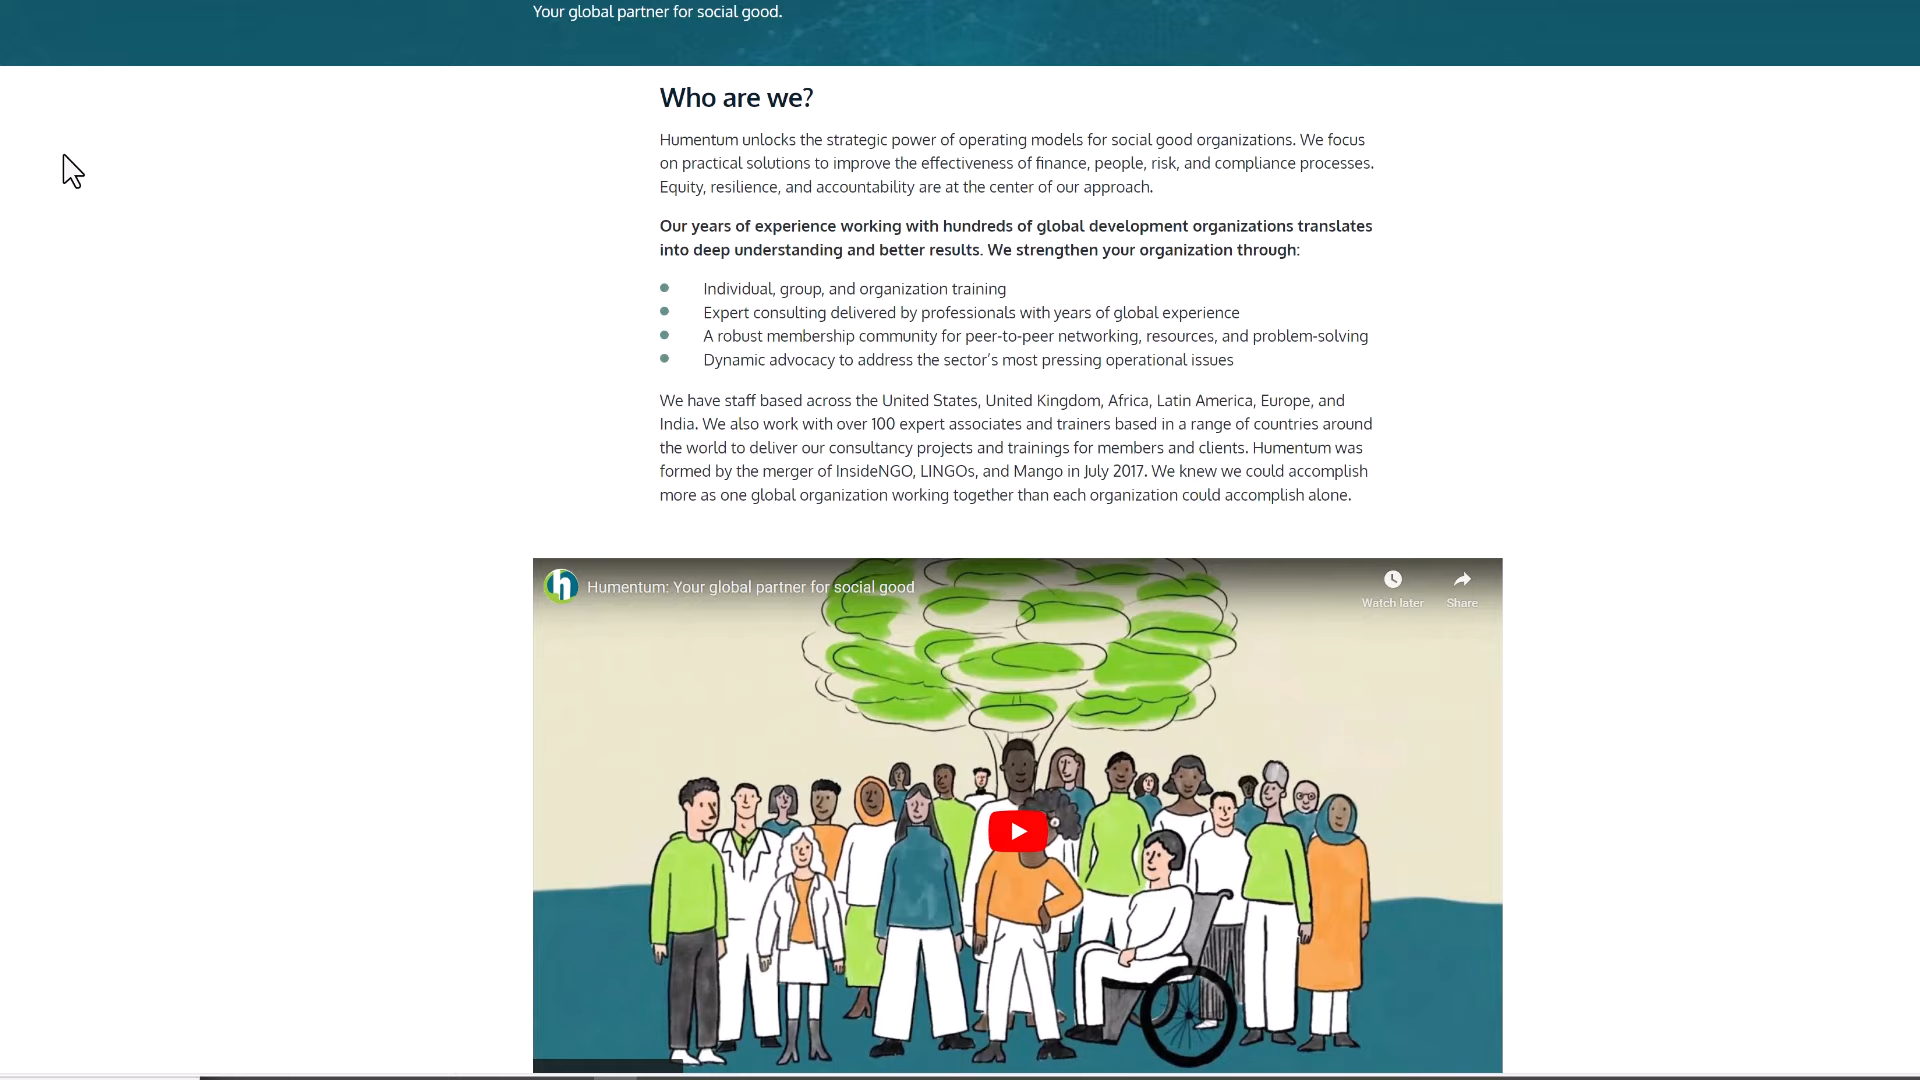 Your global partner for social good.
Who are we?
Humentum unlocks the strategic power of operating models for social good organizations. We focus
on practical solutions to improve the effectiveness of finance, people, risk, and compliance processes.
Equity, resilience, and accountability are at the center of our approach.
Our years of experience working with hundreds of global development organizations translates
into deep understanding and better results. We strengthen your organization through:
Individual, group, and organization training
Expert consulting delivered by professionals with years of global experience
A robust membership community for peer-to-peer networking, resources, and problem-solving
Dynamic advocacy to address the sector’s most pressing operational issues
We have staff based across the United States, United Kingdom, Africa, Latin America, Europe, and
India. We also work with over 100 expert associates and trainers based in a range of countries around
the world to deliver our consultancy projects and trainings for members and clients. Humentum was
formed by the merger of InsideNGO, LINGOs, and Mango in July 2017. We knew we could accomplish
more as one global organization working together than each organization could accomplish alone.
h
Humentum: Your global partner for social good
Watch later
Share